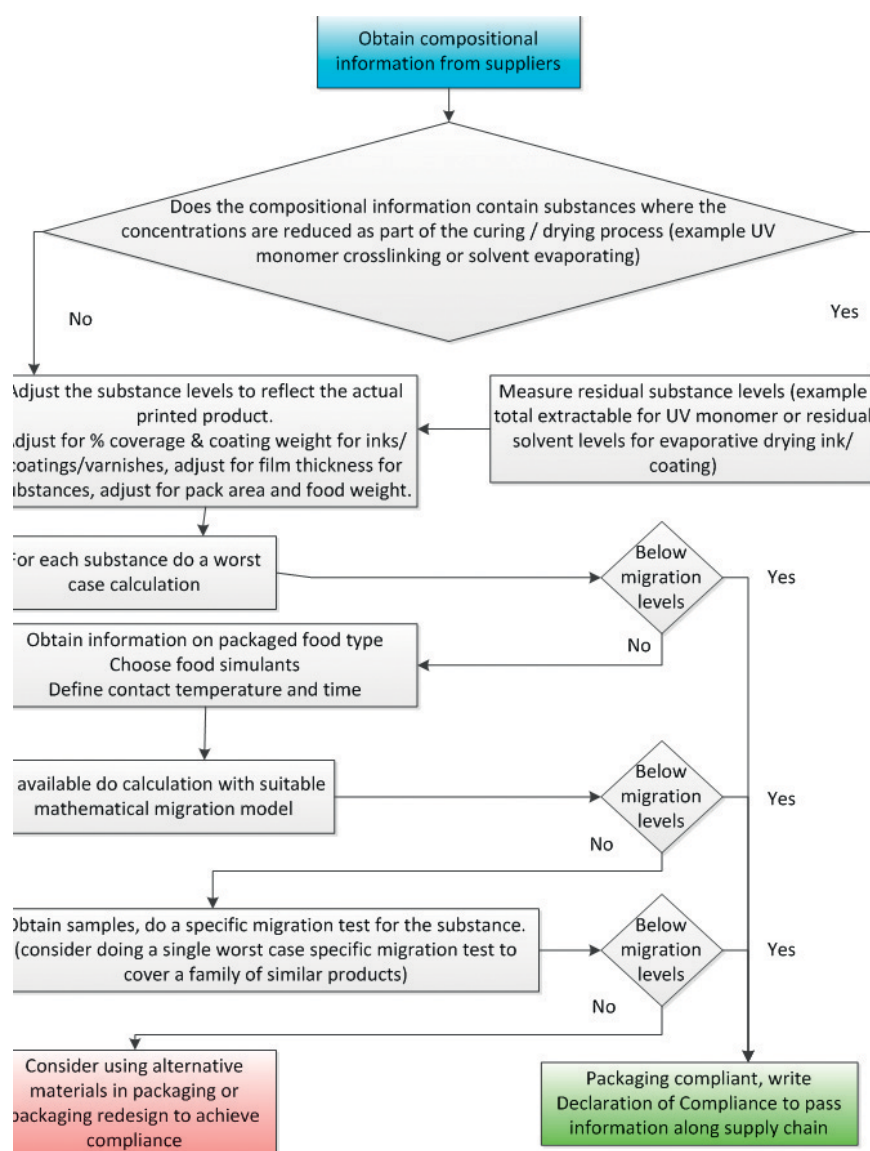 Obtain compositional
information from suppliers
Does the compositional information contain substances where the
concentrations are reduced as part of the curing / drying process (example UV
monomer crosslinking or solvent evaporating)
No
Yes
Adjust the substance levels to reflect the actual
printed product.
Adjust for % coverage & coating weight for inks/
coatings/varnishes, adjust for film thickness for
ubstances, adjust for pack area and food weight.
Measure residual substance levels (example
total extractable for UV monomer or residual
solvent levels for evaporative drying ink/
coating)
For each substance do a worst
case calculation
Below
migration
levels
Yes
No
Obtain information on packaged food type
Choose food simulants
Define contact temperature and time
available do calculation with suitable
mathematical migration model
Below
migration
levels
Yes
No
Obtain samples, do a specific migration test for the substance.
(consider doing a single worst case specific migration test to
cover a family of similar products)
Below
migration
levels
Yes
No
Consider using alternative
materials in packaging or
packaging redesign to achieve
compliance
Packaging compliant, write
Declaration of Compliance to pass
information along supply chain